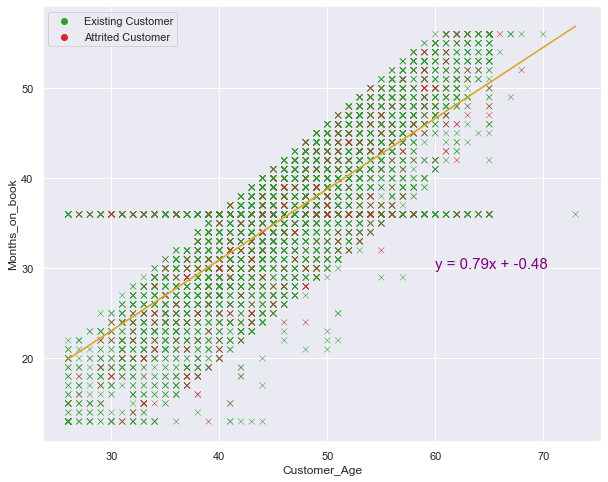 Existing Customer
Attrited Customer
50
40
30
20
Months_on_book
y = 0.79x + -0.48
30
40
50
60
70
Customer_Age